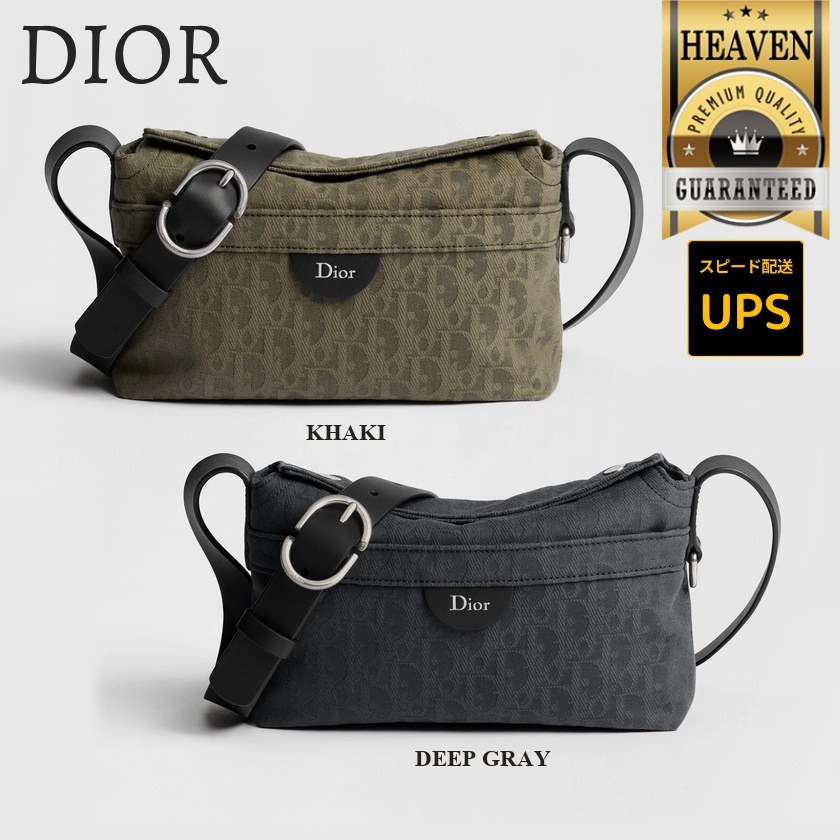 DIOR
HEAVEN
PREMIUM QUALITY
GUARANTEED
スピード配送
UPS
Dior
KHAKI
Dior
DEEP GRAY